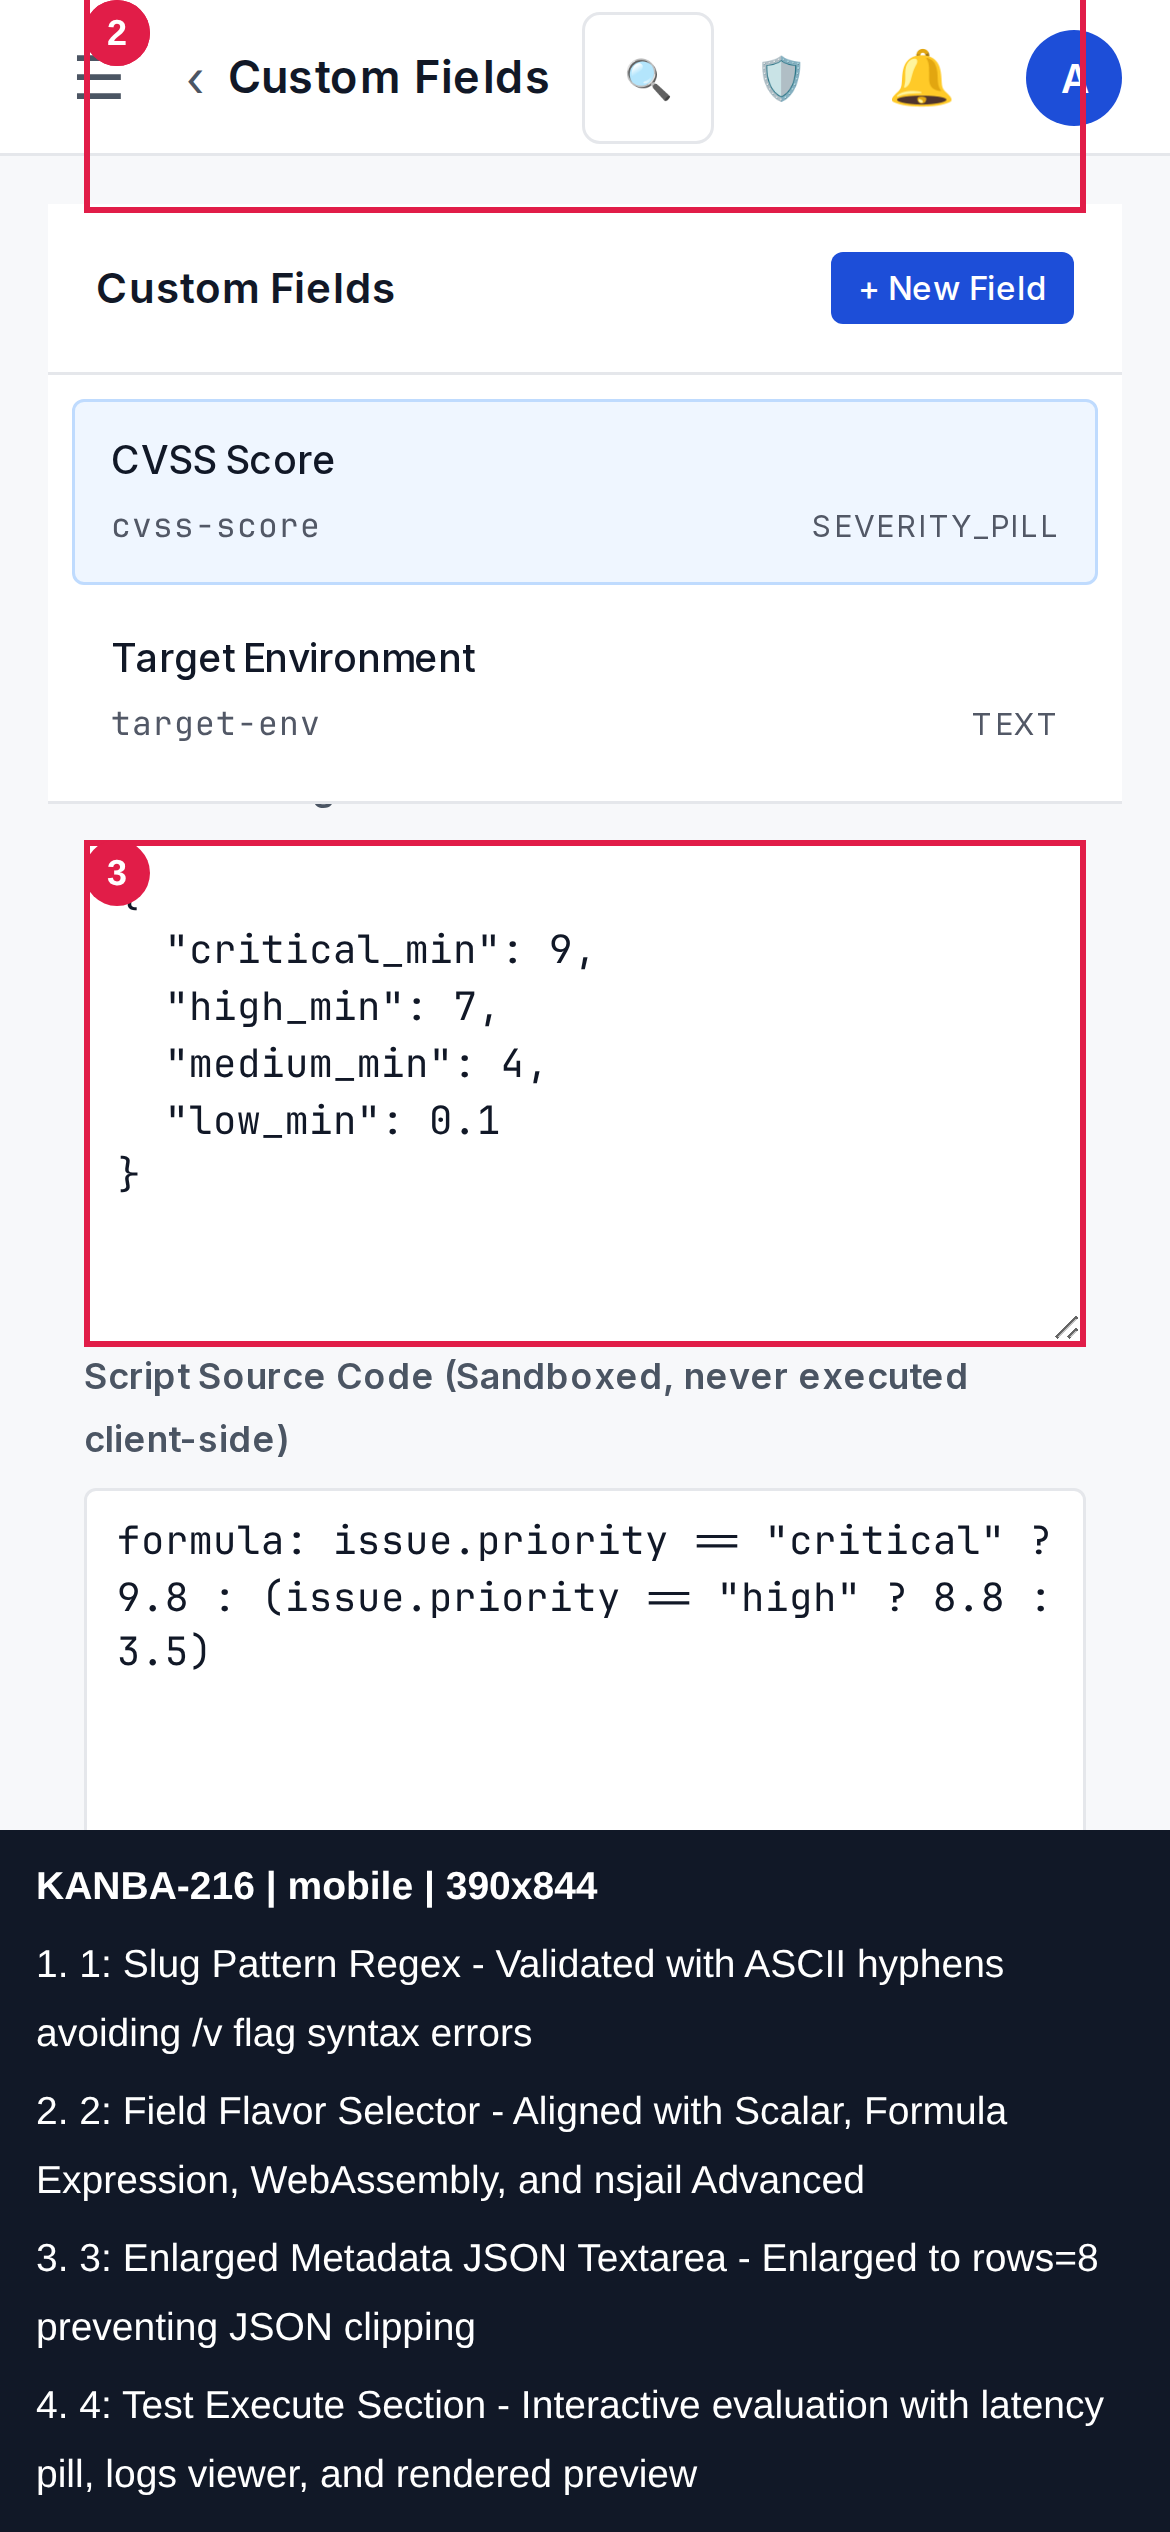 2
‹ Custom Fields
A
Custom Fields
+ New Field
CVSS Score
cvss-score
SEVERITY_PILL
Target Environment
target-env
TEXT
3
{
"critical_min": 9,
"high_min": 7,
"medium_min": 4,
"low_min": 0.1
}
Script Source Code (Sandboxed, never executed
client-side)
formula: issue.priority == "critical" ?
9.8 : (issue.priority == "high" ? 8.8 :
3.5)
KANBA-216 | mobile | 390x844
1. 1: Slug Pattern Regex - Validated with ASCII hyphens
avoiding /v flag syntax errors
2. 2: Field Flavor Selector - Aligned with Scalar, Formula
Expression, WebAssembly, and nsjail Advanced
3. 3: Enlarged Metadata JSON Textarea - Enlarged to rows=8
preventing JSON clipping
4. 4: Test Execute Section - Interactive evaluation with latency
pill, logs viewer, and rendered preview